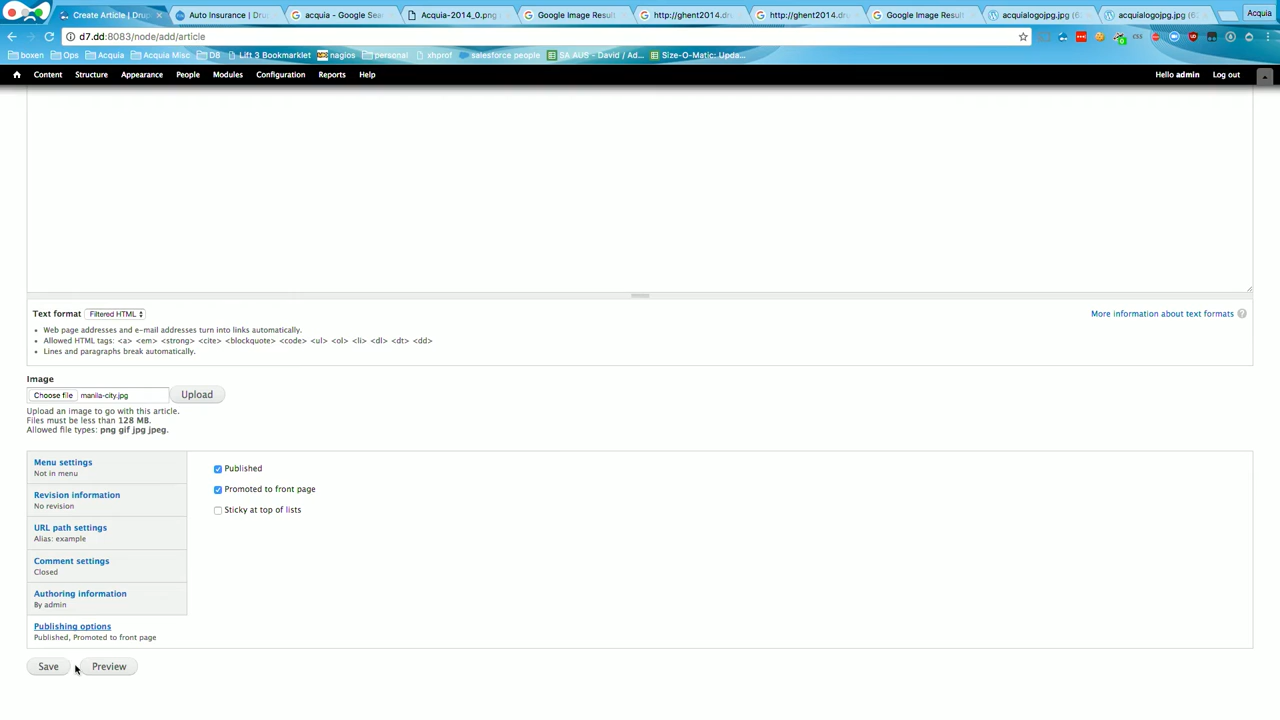 Create Article | Dru
Auto Insurance | Dru
acquia - Google Sea
Acquia-2014_0.png
Google Image Resul
http://ghent2014.dr
http://ghent2014.dr
Google Image Resul
acquialogojpg.jpg (6
acquialogojpg.jpg (6
Acquia
d7.dd:8083/node/add/article
boxen
Ops
Acquia
Acquia Misc
D8
Lift 3 Bookmarklet
nagios
personal
xhprof
salesforce people
SA AUS - David / Ad...
Size-O-Matic: Upda...
Content Structure Appearance People Modules Configuration Reports Help
Hello admin Log out
Text format Filtered HTML
More information about text formats
Web page addresses and e-mail addresses turn into links automatically.
Allowed HTML tags: <a> <em> <strong> <cite> <blockquote> <code> <ul> <ol> <li> <dl> <dt> <dd>
Lines and paragraphs break automatically.
Image
Choose file manila-city.jpg Upload
Upload an image to go with this article.
Files must be less than 128 MB.
Allowed file types: png gif jpg jpeg.
Menu settings
Not in menu
Revision information
No revision
URL path settings
Alias: example
Comment settings
Closed
Authoring information
By admin
Publishing options
Published, Promoted to front page
Published
Promoted to front page
Sticky at top of lists
Save Preview